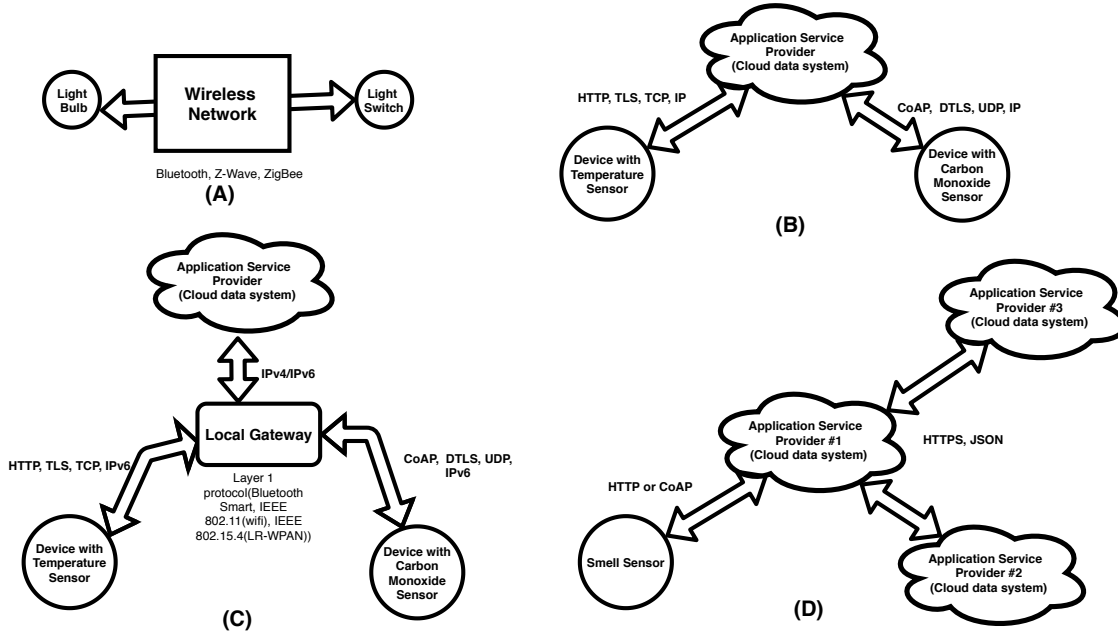 Light
Bulb
Wireless
Network
Light
Switch
Bluetooth, Z-Wave, ZigBee
(A)
Application Service
Provider
(Cloud data system)
HTTP, TLS, TCP, IP
CoAP, DTLS, UDP, IP
Device with
Temperature
Sensor
Device with
Carbon
Monoxide
Sensor
(B)
Application Service
Provider
(Cloud data system)
IPv4/IPv6
Local Gateway
HTTP, TLS, TCP, IPv6
CoAP, DTLS, UDP,
IPv6
Layer 1
protocol(Bluetooth
Smart, IEEE
802.11(wifi), IEEE
802.15.4(LR-WPAN))
Device with
Temperature
Sensor
Device with
Carbon
Monoxide
Sensor
(C)
Application Service
Provider #3
(Cloud data system)
Application Service
Provider #1
(Cloud data system)
HTTPS, JSON
HTTP or CoAP
Smell Sensor
Application Service
Provider #2
(Cloud data system)
(D)